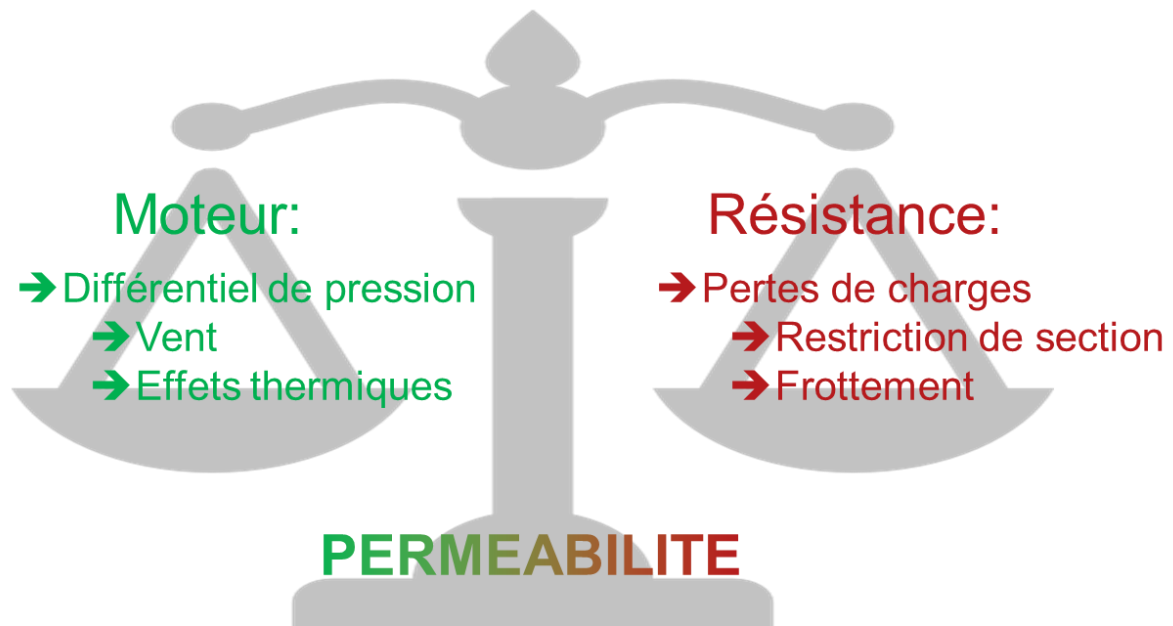 Moteur:
➔ Différentiel de pression
➔ Vent
➔ Effets thermiques
Résistance:
➔ Pertes de charges
➔ Restriction de section
➔ Frottement
PERMEABILITE